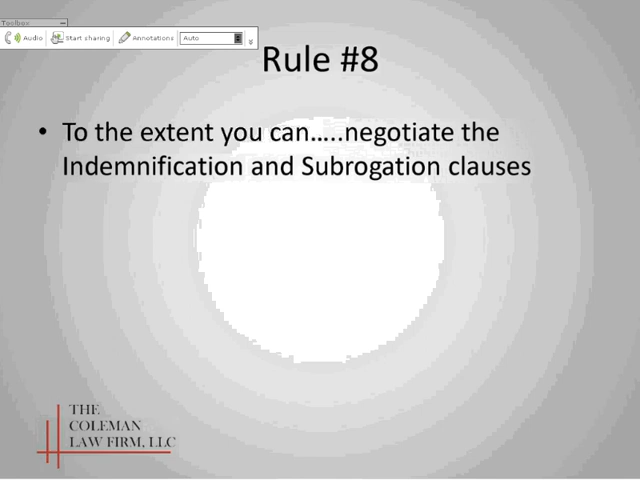 Toolbox
Audio
Start sharing
Annotations
Auto
Rule #8
• To the extent you can.....negotiate the
Indemnification and Subrogation clauses
THE
COLEMAN
LAW FIRM, LLC